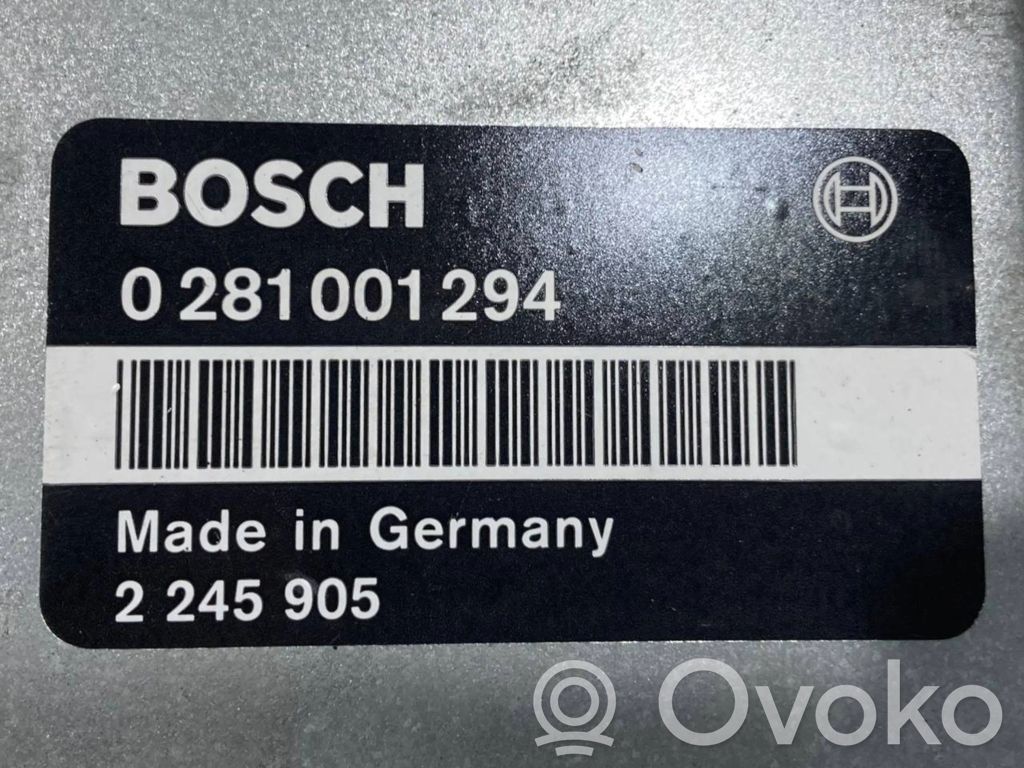 BOSCH
0 281 001 294
Made in Germany
2 245 905
Ovoko